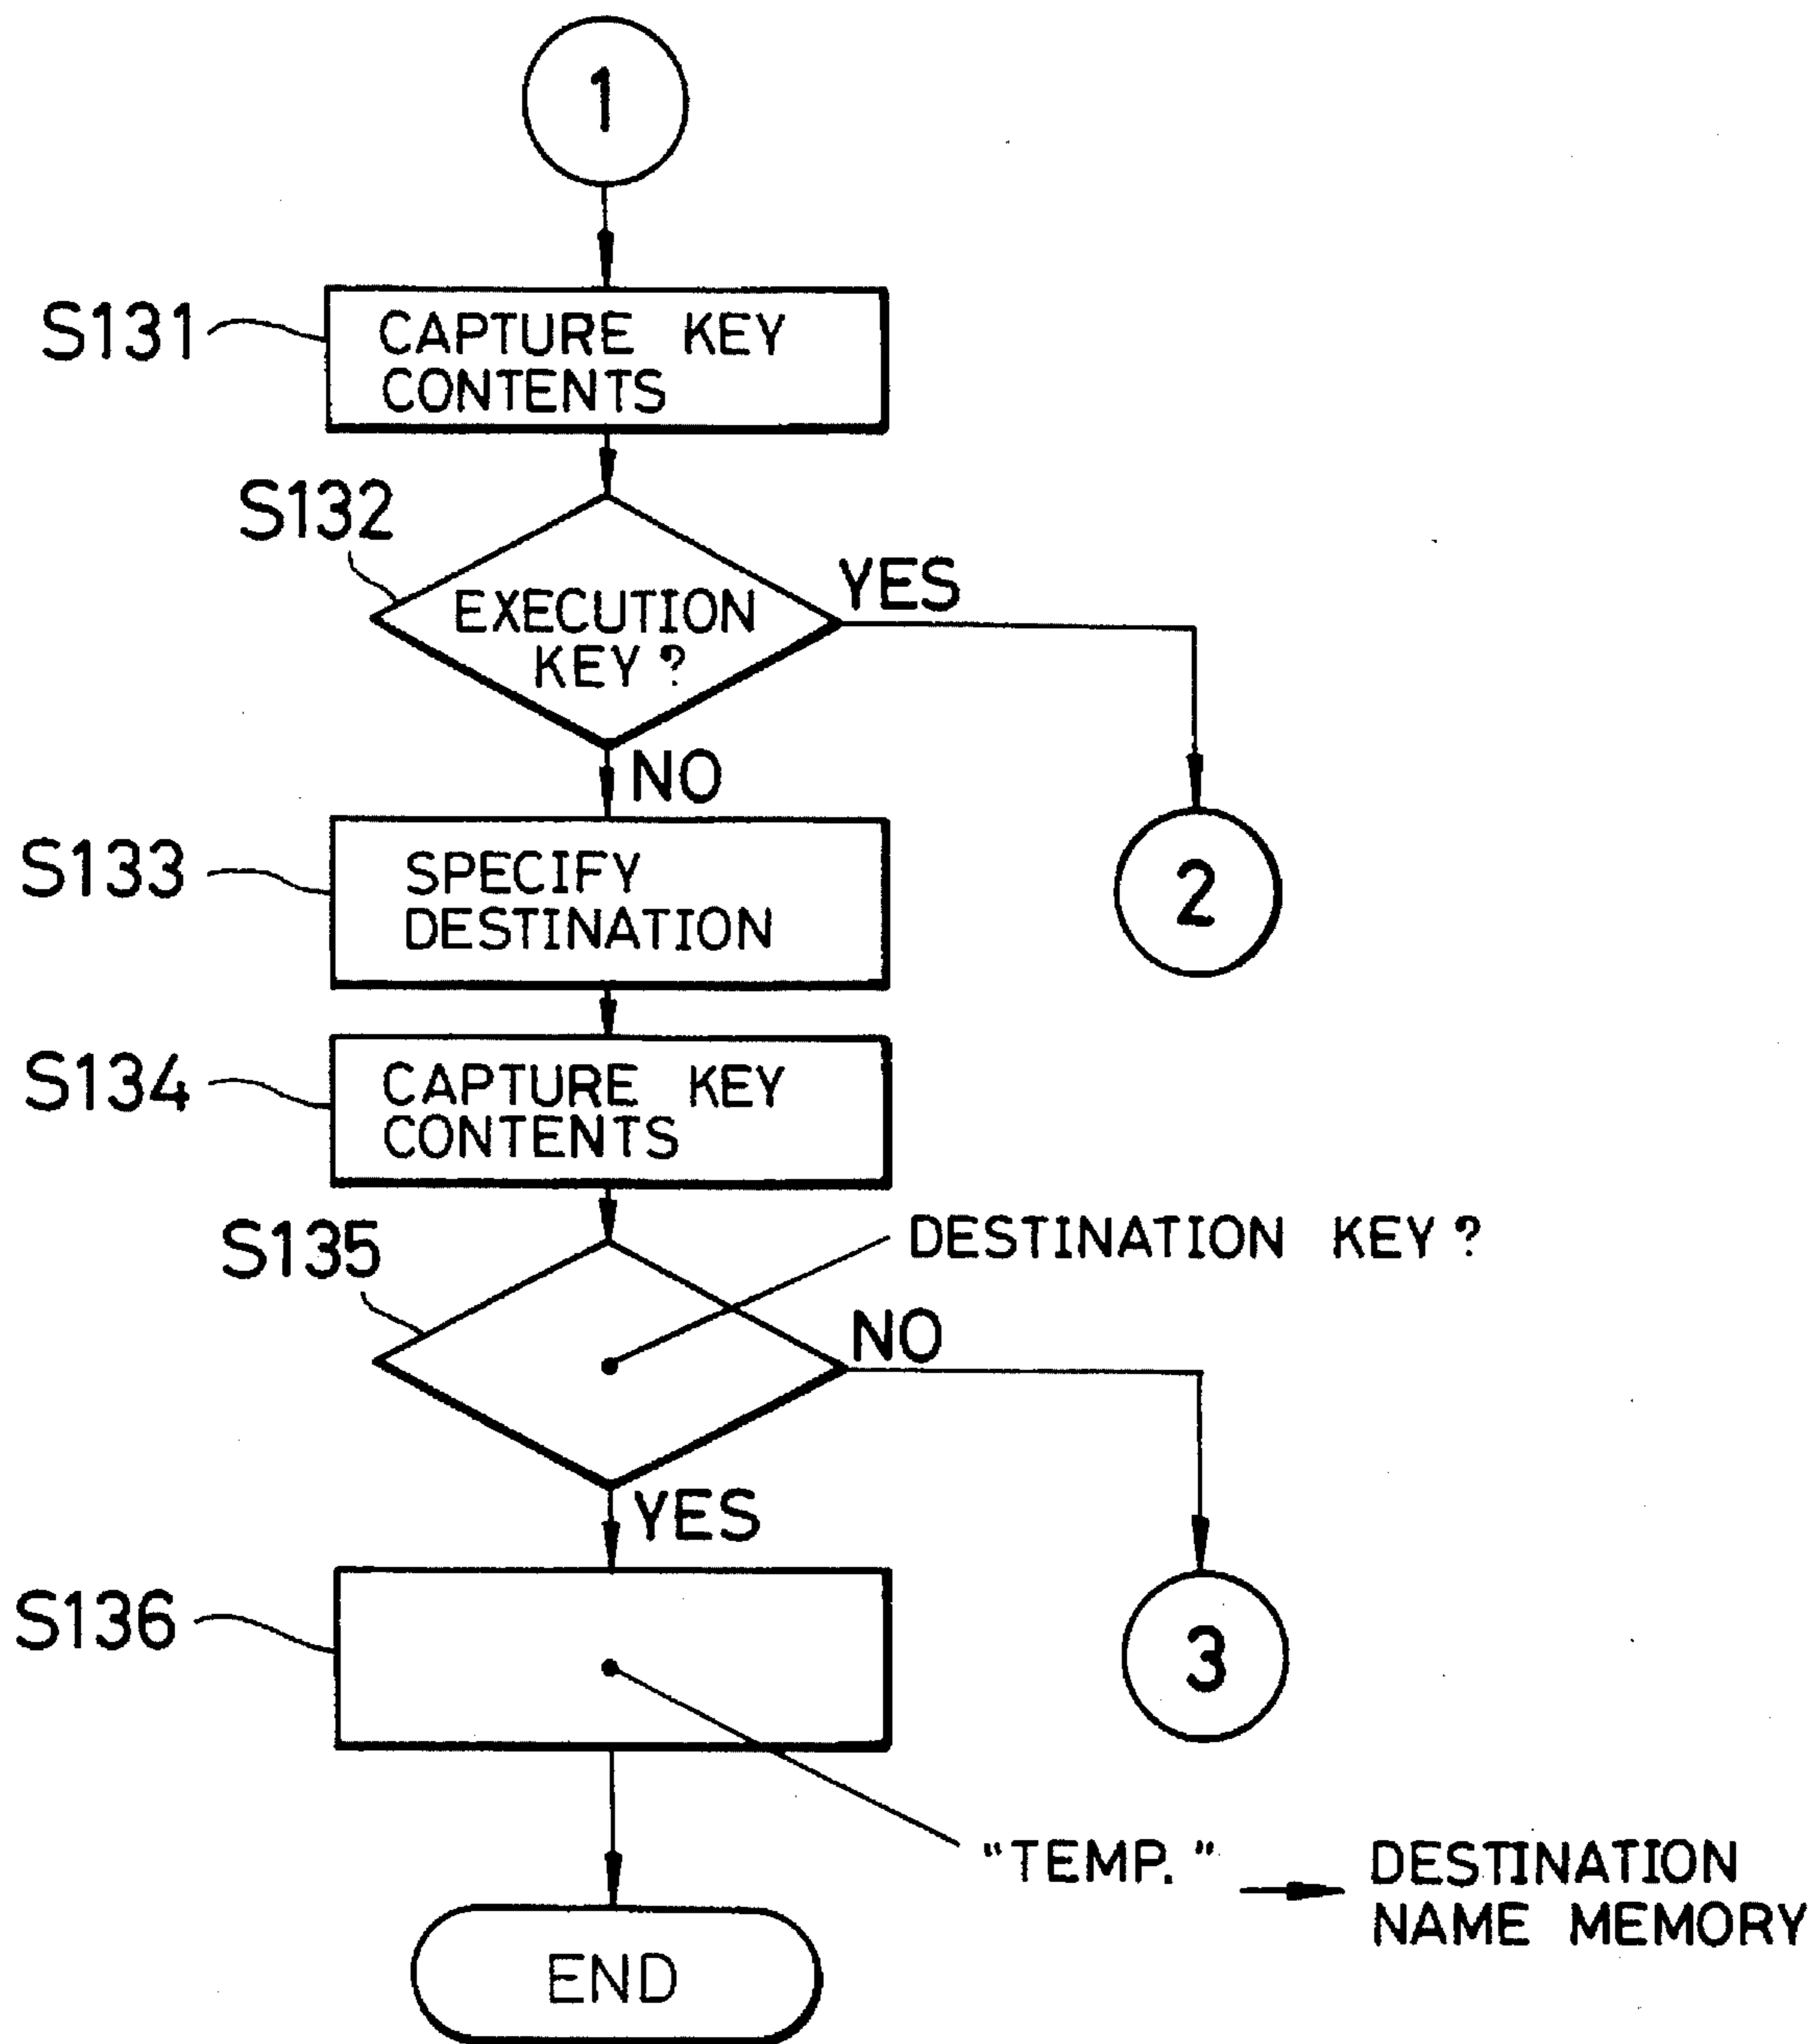 1
S131
CAPTURE KEY
CONTENTS
S132
EXECUTION
KEY?
YES
NO
S133
SPECIFY
DESTINATION
2
S134
CAPTURE KEY
CONTENTS
S135
DESTINATION KEY?
NO
YES
S136
3
"TEMP." → DESTINATION
NAME MEMORY
END